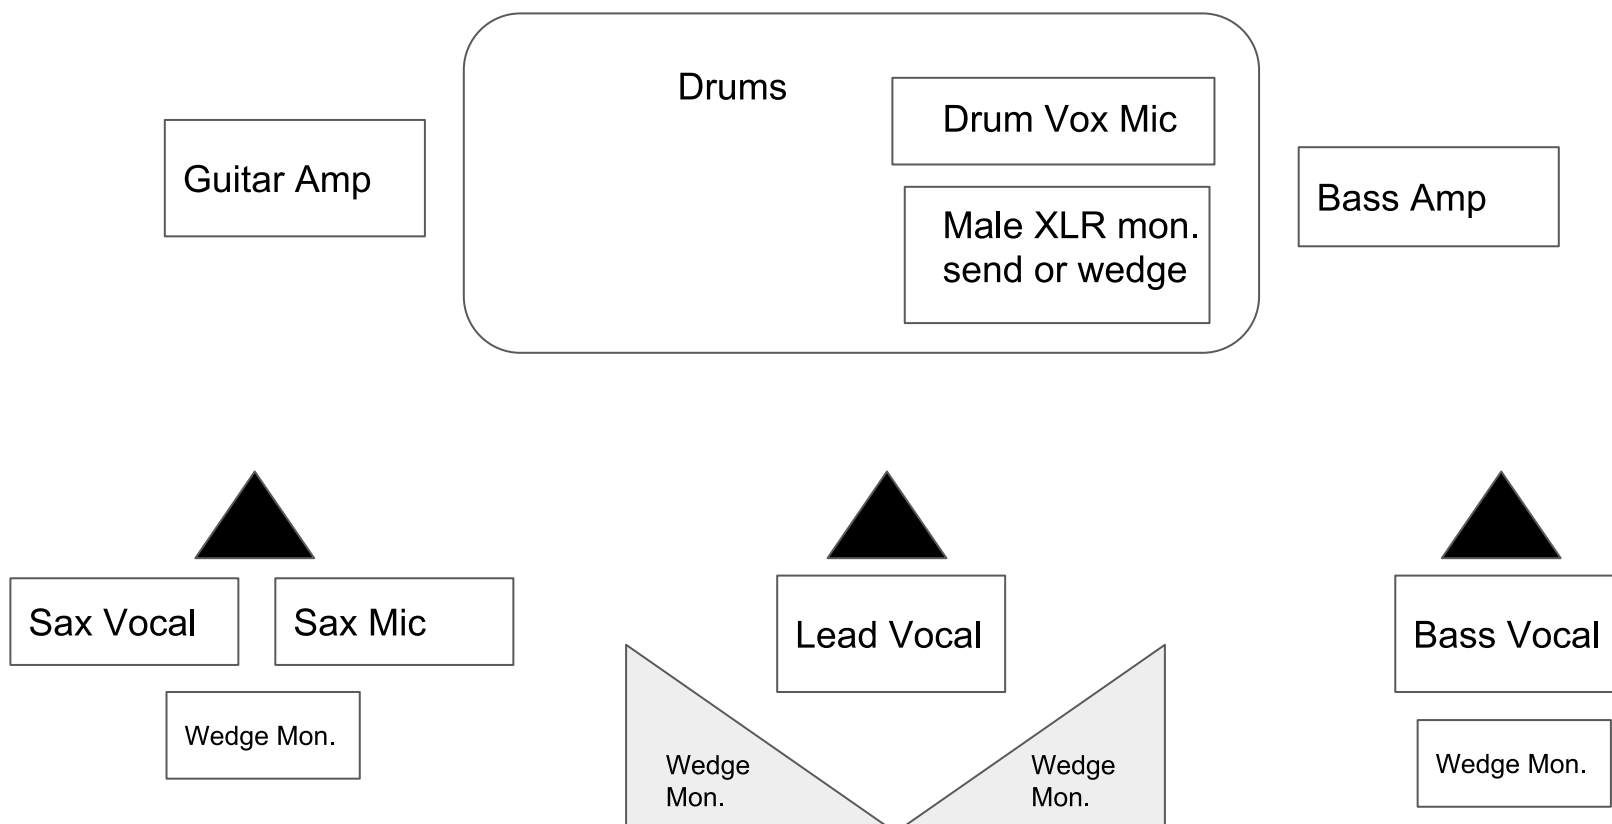 Drums
Drum Vox Mic
Guitar Amp
Male XLR mon.
send or wedge
Bass Amp
Sax Vocal
Sax Mic
Lead Vocal
Bass Vocal
Wedge Mon.
Wedge
Mon.
Wedge
Mon.
Wedge Mon.